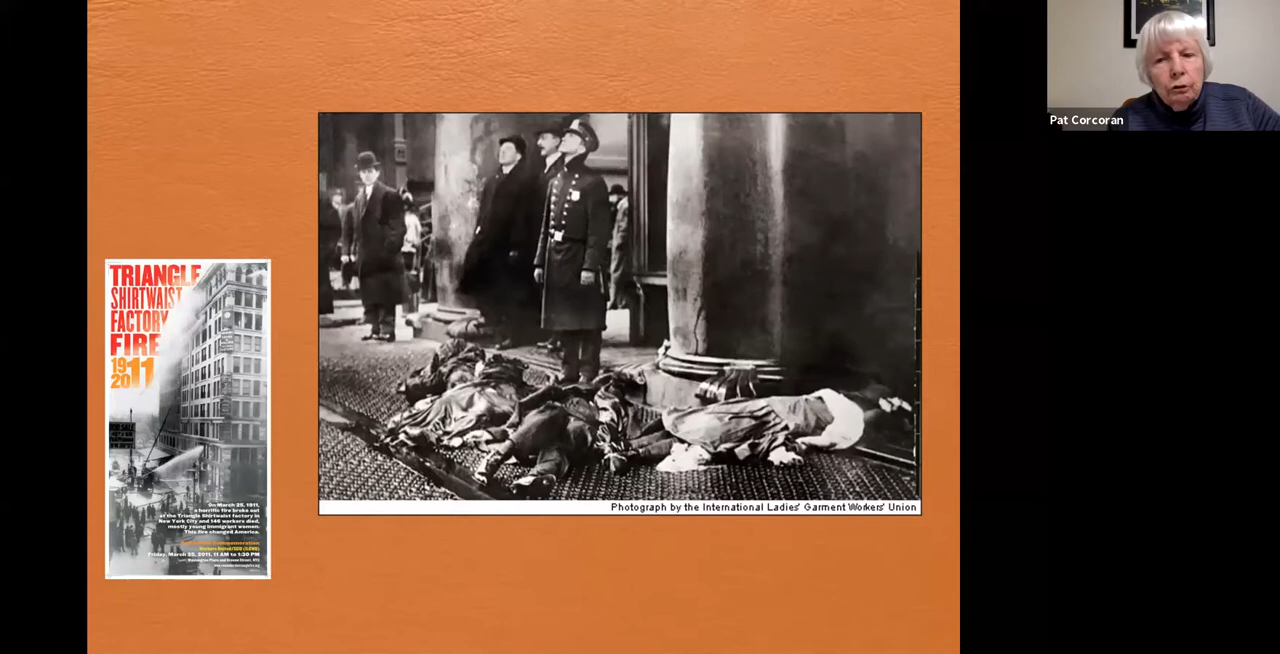 Pat Corcoran
TRIANGLE
SHIRTWAIST
FACTORY
FIRE
19
2011
On March 25, 1911,
a horrific fire broke out
at the Triangle Shirtwaist factory in
New York City and 146 workers died,
mostly young immigrant women.
This fire changed America.
Friday, March 25, 2011, 11 AM to 1:30 PM
Photograph by the International Ladies' Garment Workers' Union